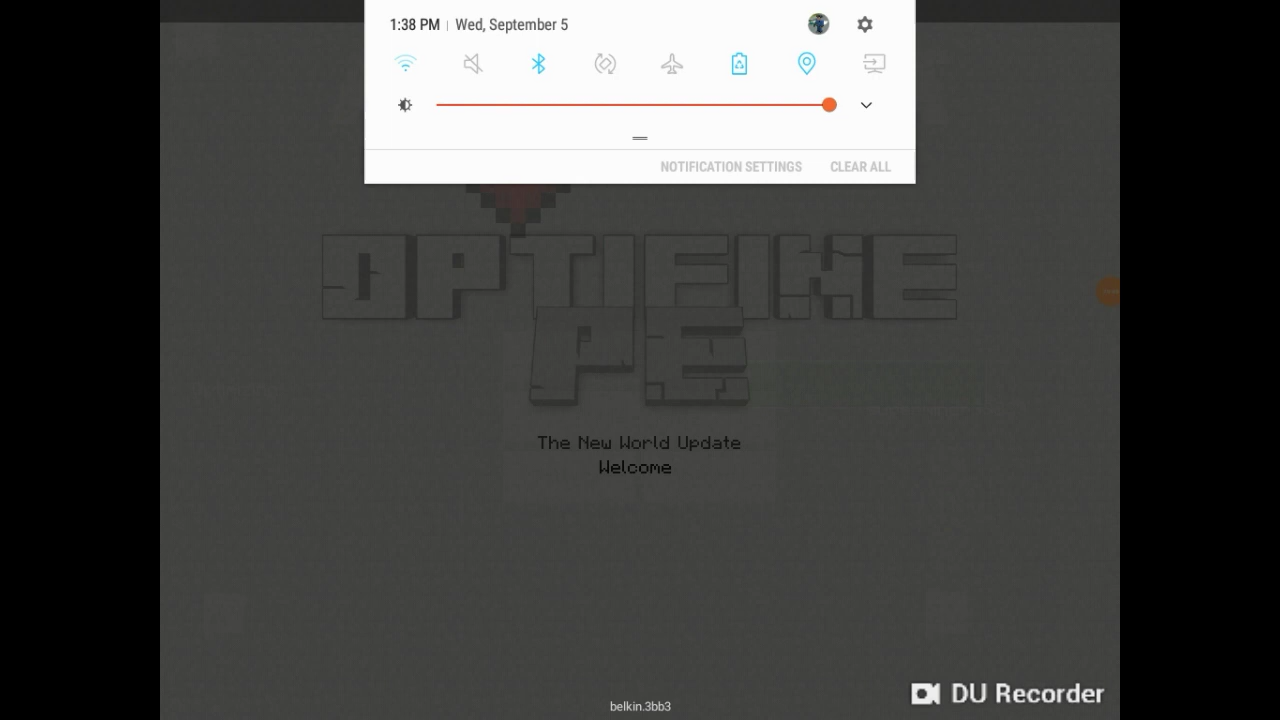 1:38 PM | Wed, September 5
NOTIFICATION SETTINGS CLEAR ALL
OPTIFINE
PE
The New World Update
Welcome
belkin.3bb3
DU Recorder